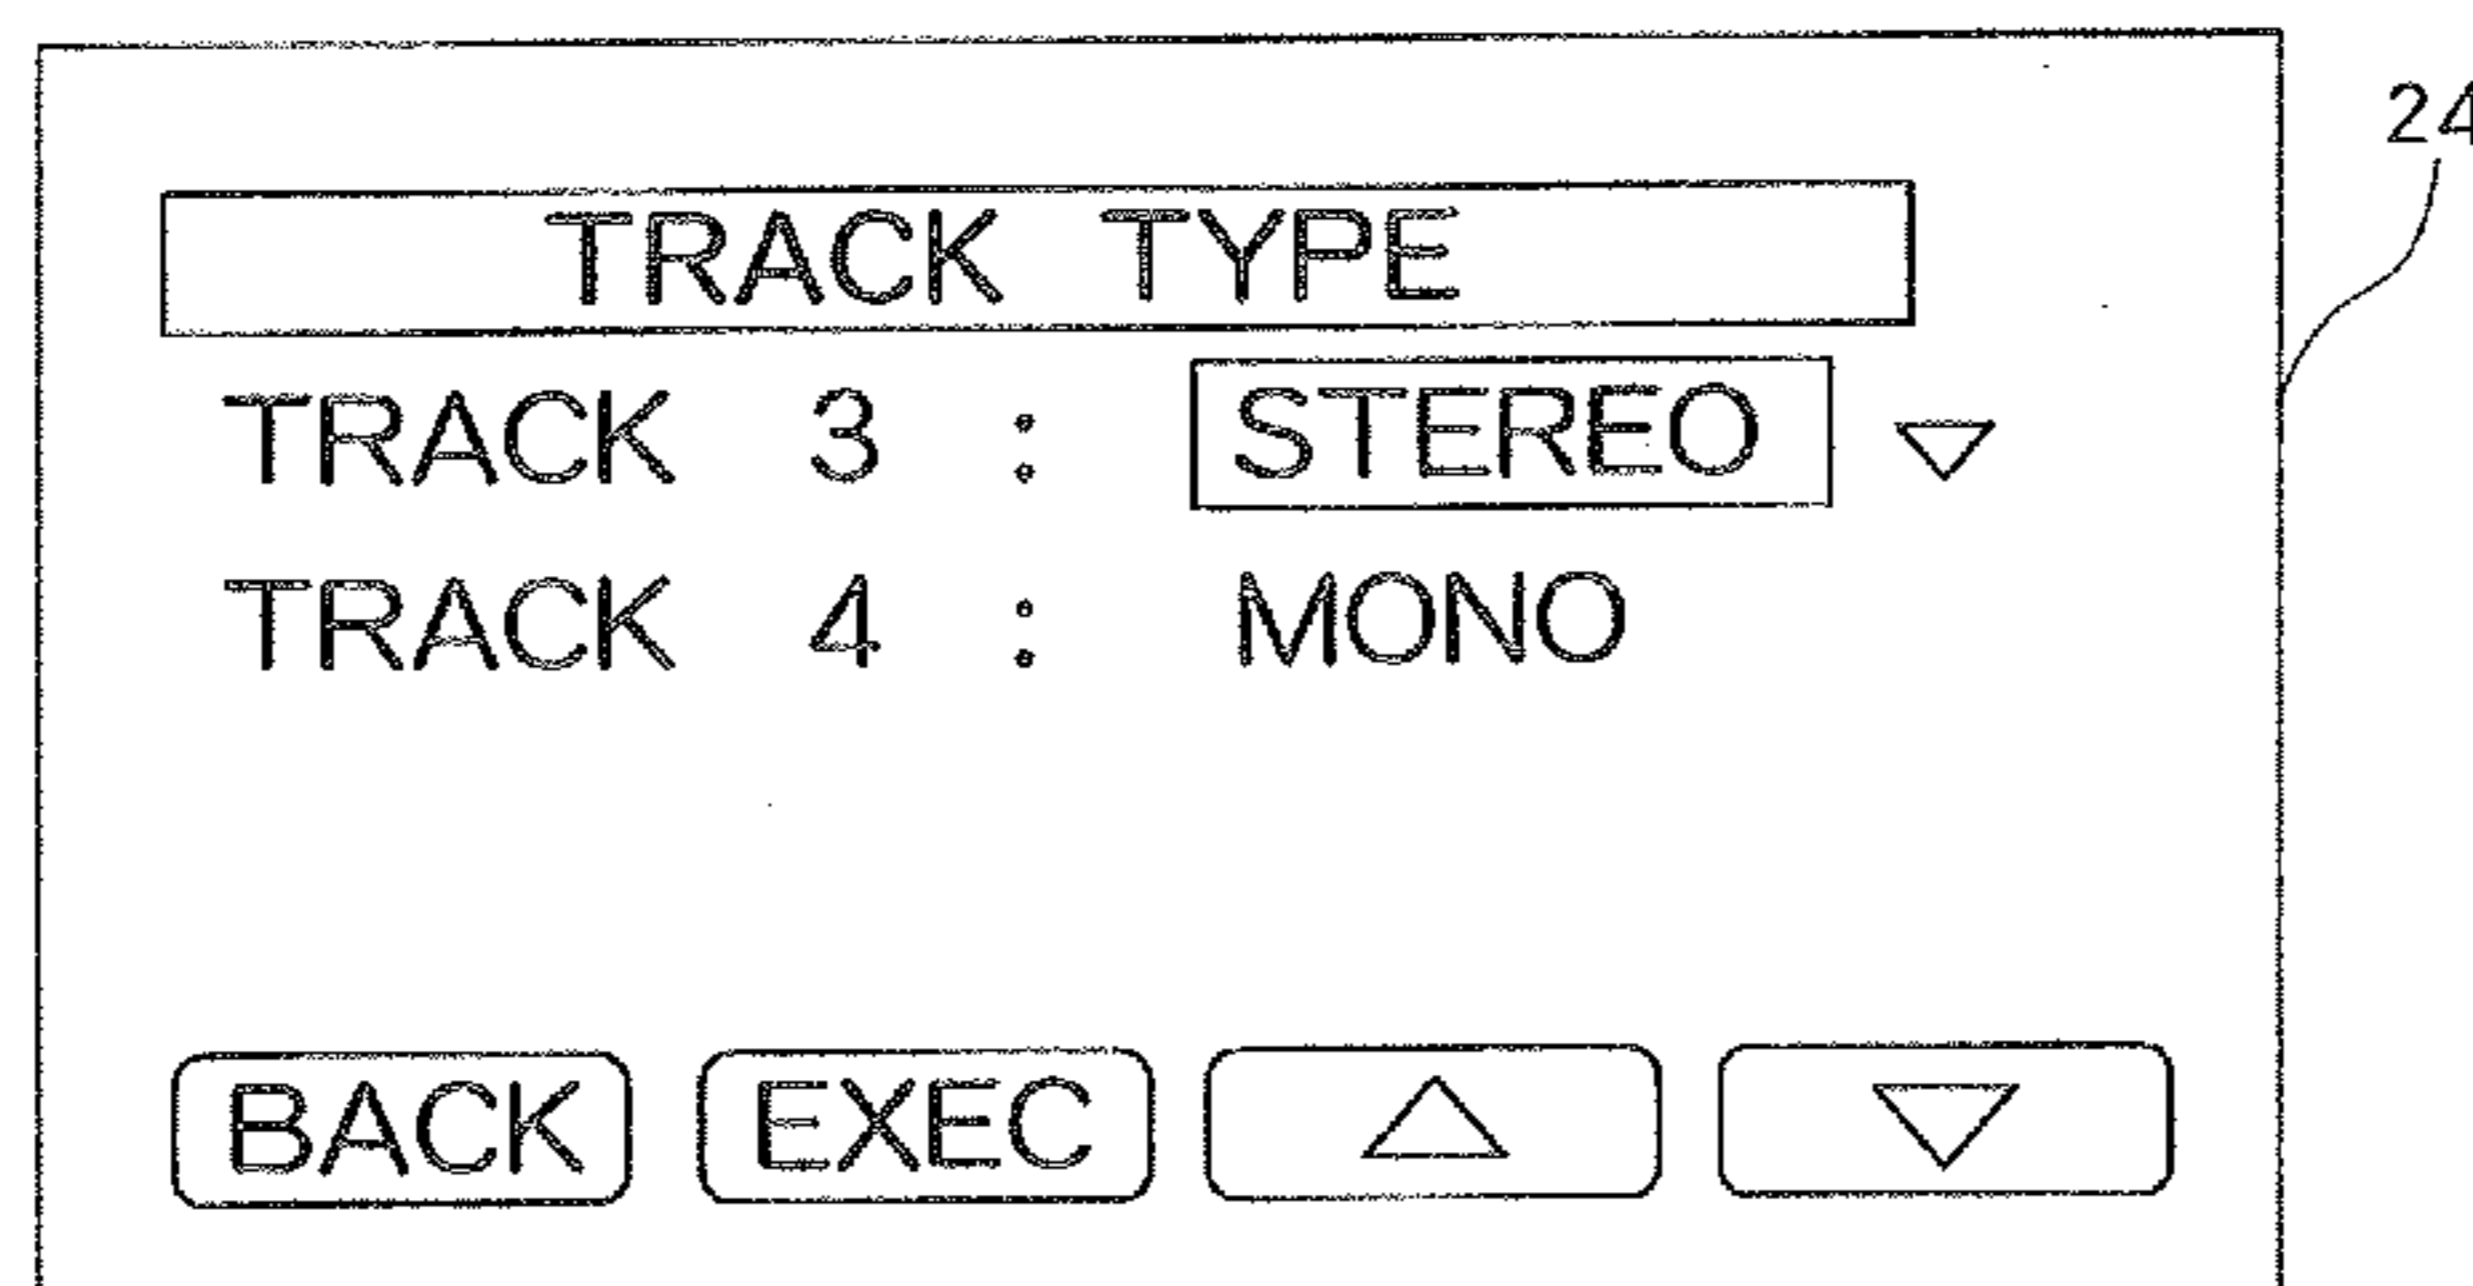 24
TRACK TYPE
TRACK 3 : STEREO ▽
TRACK 4 : MONO
BACK EXEC △ ▽